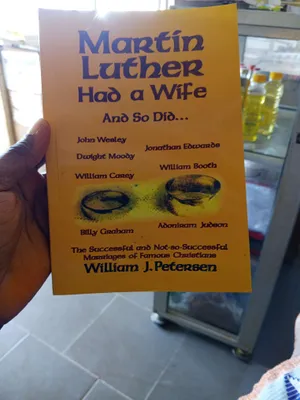 Martin
Luther
Had a Wife
And So Did...
John Wesley
Jonathan Edwards
Dwight Moody
William Booth
William Carey
Billy Graham
Adoniram Judson
The Successful and Not-so-Successful
Marriages of Famous Christians
William J. Petersen